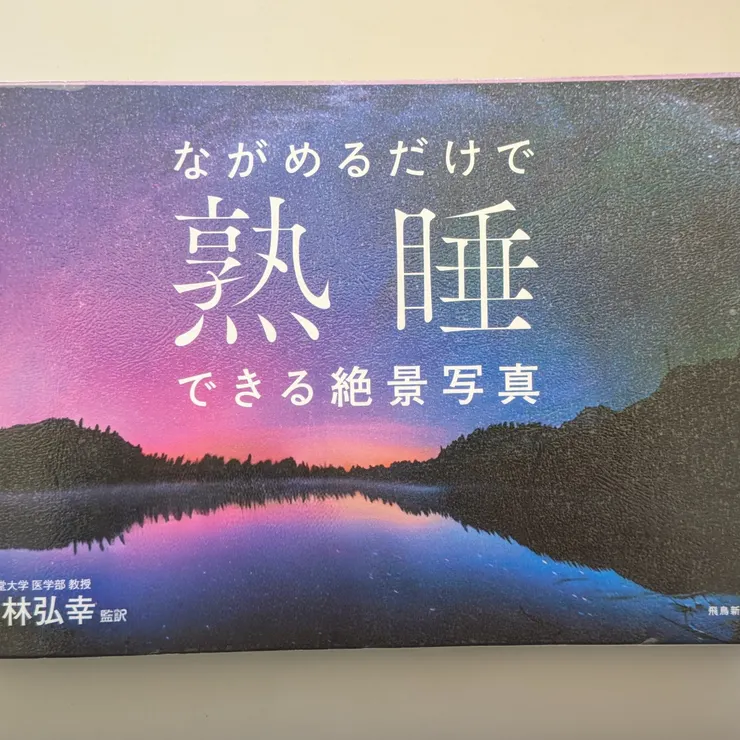 ながめるだけで
熟睡
できる絶景写真
堂大学 医学部 教授
林弘幸 監訳
飛鳥新